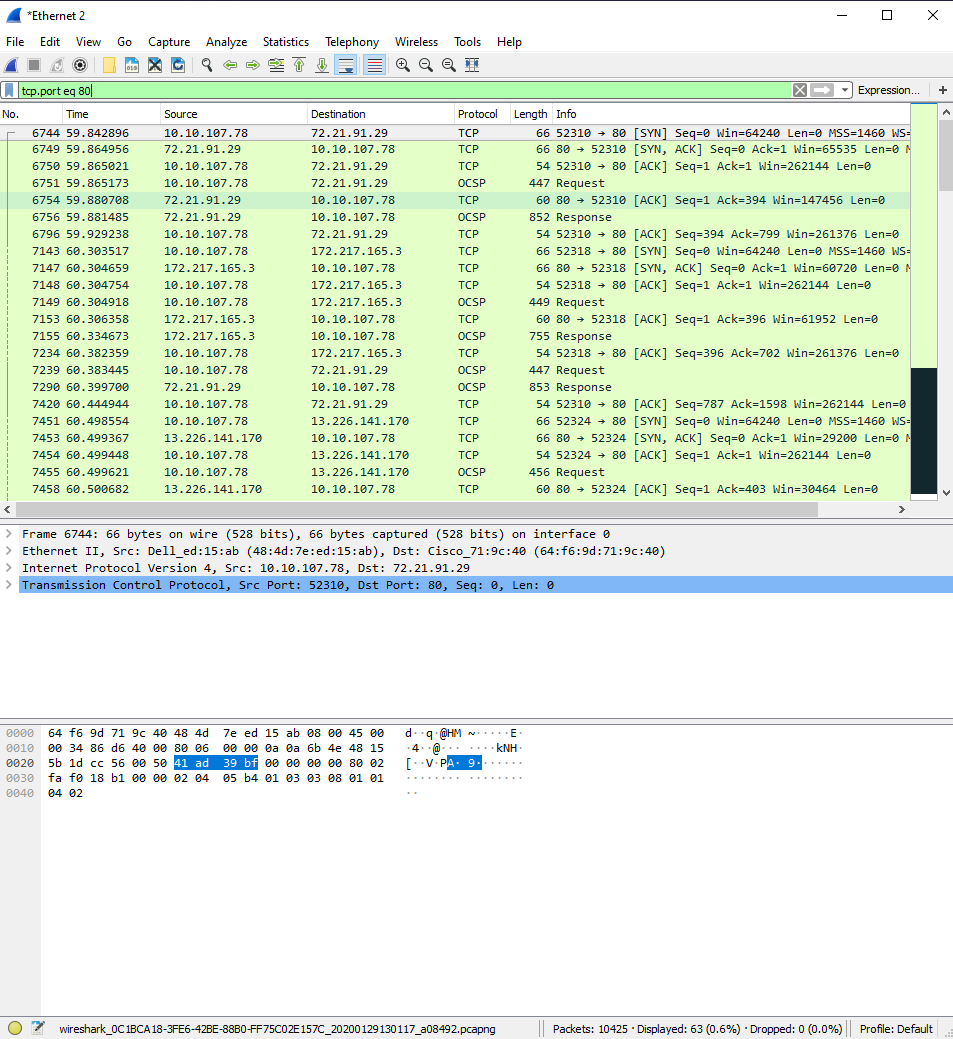 *Ethernet 2
File Edit View Go Capture Analyze Statistics Telephony Wireless Tools Help
tcp.port eq 80 Expression... +
No. Time Source Destination Protocol Length Info
6744 59.842896 10.10.107.78 72.21.91.29 TCP 66 52310 → 80 [SYN] Seq=0 Win=64240 Len=0 MSS=1460 WS=
6749 59.864956 72.21.91.29 10.10.107.78 TCP 66 80 → 52310 [SYN, ACK] Seq=0 Ack=1 Win=65535 Len=0 M
6750 59.865021 10.10.107.78 72.21.91.29 TCP 54 52310 → 80 [ACK] Seq=1 Ack=1 Win=262144 Len=0
6751 59.865173 10.10.107.78 72.21.91.29 OCSP 447 Request
6754 59.880708 72.21.91.29 10.10.107.78 TCP 60 80 → 52310 [ACK] Seq=1 Ack=394 Win=147456 Len=0
6756 59.881485 72.21.91.29 10.10.107.78 OCSP 852 Response
6796 59.929238 10.10.107.78 72.21.91.29 TCP 54 52310 → 80 [ACK] Seq=394 Ack=799 Win=261376 Len=0
7143 60.303517 10.10.107.78 172.217.165.3 TCP 66 52318 → 80 [SYN] Seq=0 Win=64240 Len=0 MSS=1460 WS=
7147 60.304659 172.217.165.3 10.10.107.78 TCP 66 80 → 52318 [SYN, ACK] Seq=0 Ack=1 Win=60720 Len=0 M
7148 60.304754 10.10.107.78 172.217.165.3 TCP 54 52318 → 80 [ACK] Seq=1 Ack=1 Win=262144 Len=0
7149 60.304918 10.10.107.78 172.217.165.3 OCSP 449 Request
7153 60.306358 172.217.165.3 10.10.107.78 TCP 60 80 → 52318 [ACK] Seq=1 Ack=396 Win=61952 Len=0
7155 60.334673 172.217.165.3 10.10.107.78 OCSP 755 Response
7234 60.382359 10.10.107.78 172.217.165.3 TCP 54 52318 → 80 [ACK] Seq=396 Ack=702 Win=261376 Len=0
7239 60.383445 10.10.107.78 72.21.91.29 OCSP 447 Request
7290 60.399700 72.21.91.29 10.10.107.78 OCSP 853 Response
7420 60.444944 10.10.107.78 72.21.91.29 TCP 54 52310 → 80 [ACK] Seq=787 Ack=1598 Win=262144 Len=0
7451 60.498554 10.10.107.78 13.226.141.170 TCP 66 52324 → 80 [SYN] Seq=0 Win=64240 Len=0 MSS=1460 WS=
7453 60.499367 13.226.141.170 10.10.107.78 TCP 66 80 → 52324 [SYN, ACK] Seq=0 Ack=1 Win=29200 Len=0 M
7454 60.499448 10.10.107.78 13.226.141.170 TCP 54 52324 → 80 [ACK] Seq=1 Ack=1 Win=262144 Len=0
7455 60.499621 10.10.107.78 13.226.141.170 OCSP 456 Request
7458 60.500682 13.226.141.170 10.10.107.78 TCP 60 80 → 52324 [ACK] Seq=1 Ack=403 Win=30464 Len=0
Frame 6744: 66 bytes on wire (528 bits), 66 bytes captured (528 bits) on interface 0
Ethernet II, Src: Dell_ed:15:ab (48:4d:7e:ed:15:ab), Dst: Cisco_71:9c:40 (64:f6:9d:71:9c:40)
Internet Protocol Version 4, Src: 10.10.107.78, Dst: 72.21.91.29
Transmission Control Protocol, Src Port: 52310, Dst Port: 80, Seq: 0, Len: 0
0000 64 f6 9d 71 9c 40 48 4d 7e ed 15 ab 08 00 45 00 d··q·@HM ~·····E·
0010 00 34 86 d6 40 00 80 06 00 00 0a 0a 6b 4e 48 15 ·4··@··· ····kNH·
0020 5b 1d cc 56 00 50 41 ad 39 bf 00 00 00 00 80 02 [··V·PA· 9·······
0030 fa f0 18 b1 00 00 02 04 05 b4 01 03 03 08 01 01 ········ ········
0040 04 02 ··
wireshark_0C1BCA18-3FE6-42BE-88B0-FF75C02E157C_20200129130117_a08492.pcapng Packets: 10425 · Displayed: 63 (0.6%) · Dropped: 0 (0.0%) Profile: Default